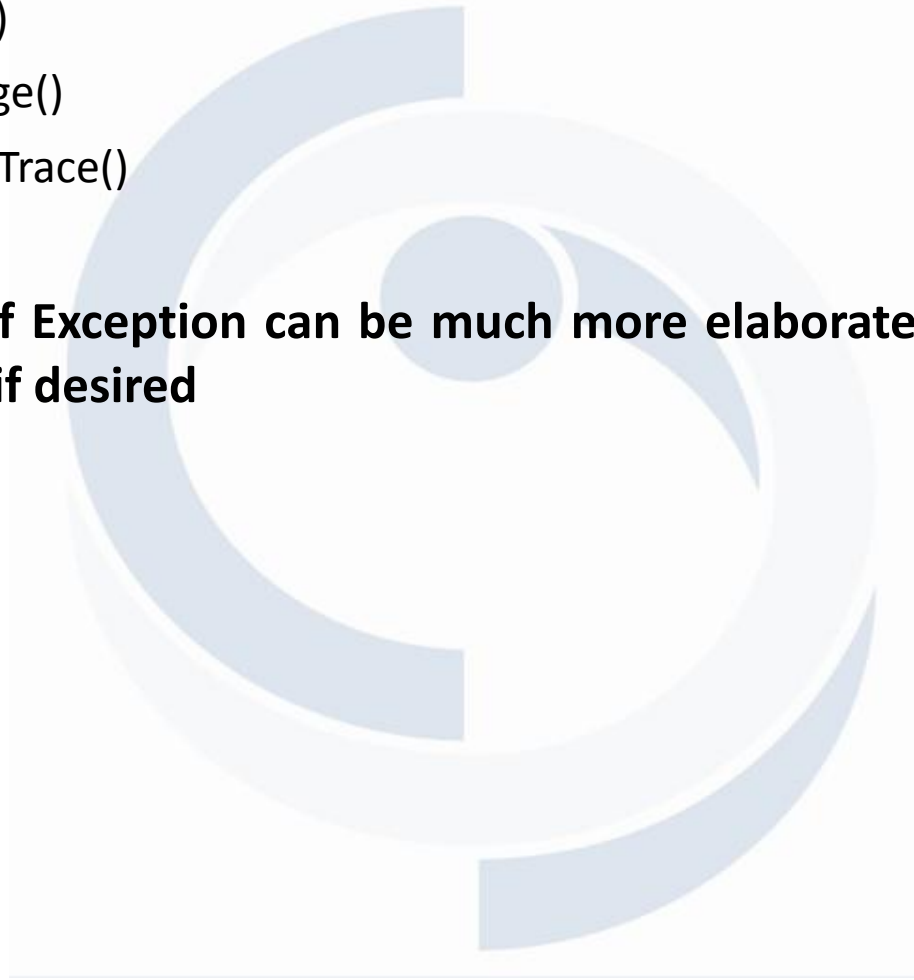 )
ge()
Trace()
f Exception can be much more elaborate
if desired